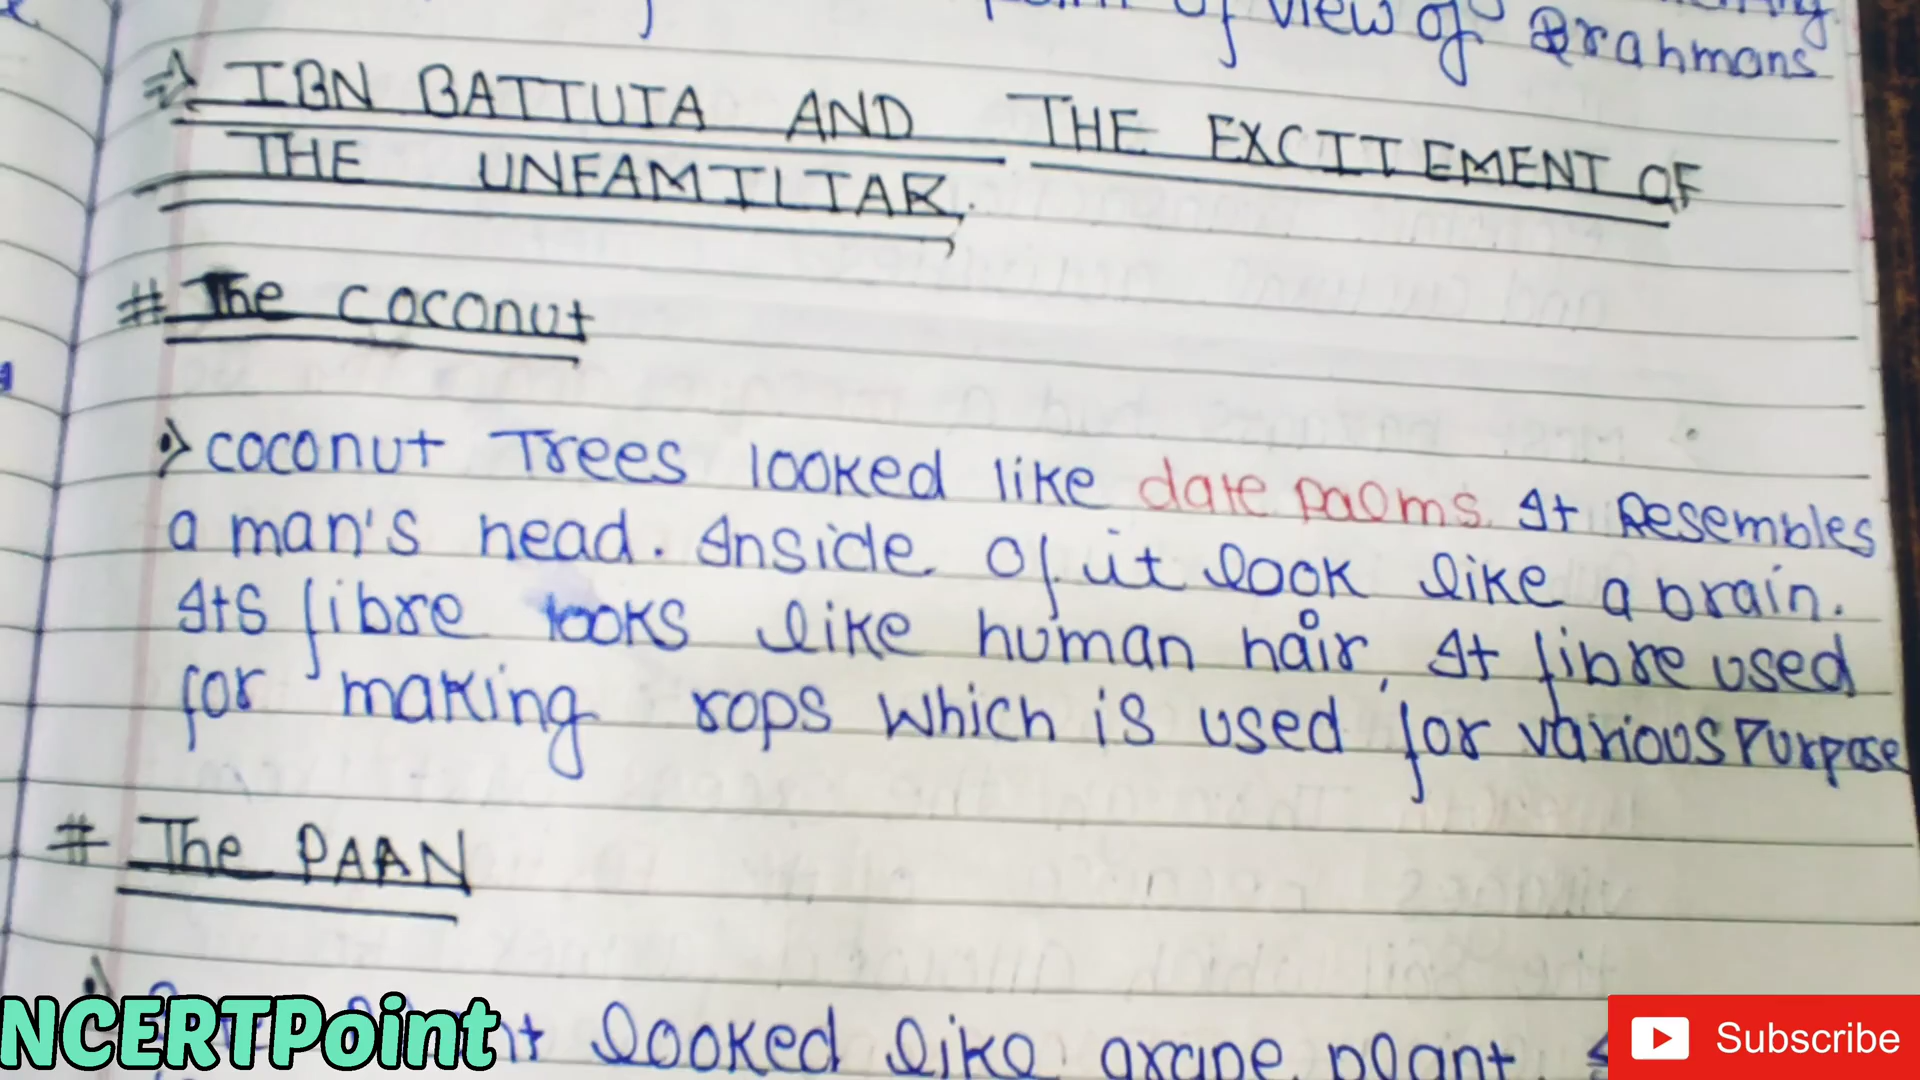 of view of Brahmans
⇒ IBN BATTUTA AND THE EXCITEMENT OF
THE UNFAMILIAR.
# The coconut
coconut Trees looked like date palms. It Resembles
a man's head. Inside of it look like a brain.
Its fibre looks like human hair, It fibre used
for making rops which is used for various Purpose
# The PAAN
looked like grape plant.
NCERTPoint
Subscribe